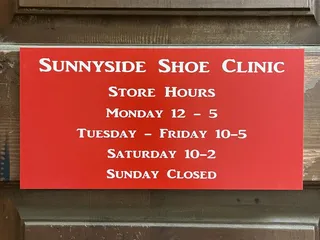 Sunnyside Shoe Clinic
Store Hours
Monday 12 – 5
Tuesday – Friday 10–5
Saturday 10–2
Sunday Closed